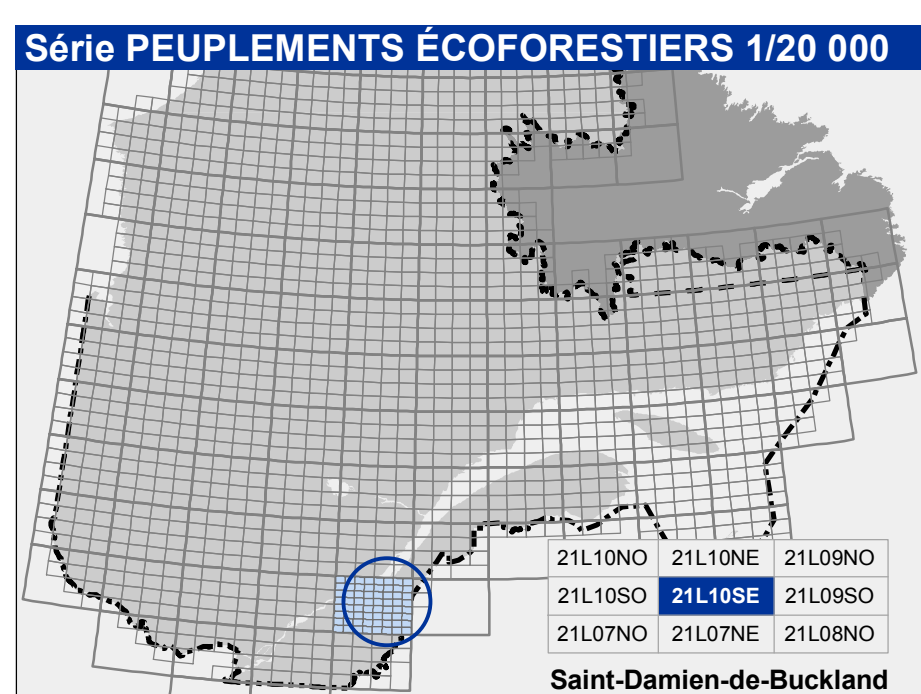 Série PEUPLEMENTS ÉCOFORESTIERS 1/20 000
21L10NO 21L10NE 21L09NO
21L10SO 21L10SE 21L09SO
21L07NO 21L07NE 21L08NO
Saint-Damien-de-Buckland